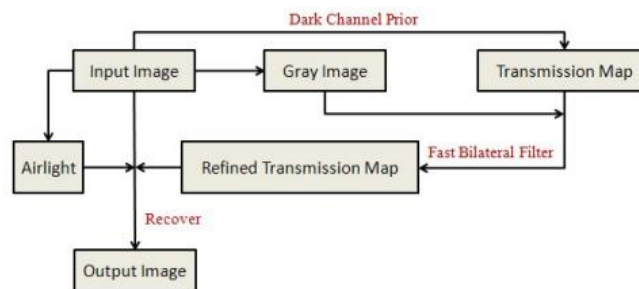 Dark Channel Prior
Input Image
Gray Image
Transmission Map
Airlight
Refined Transmission Map
Fast Bilateral Filter
Recover
Output Image